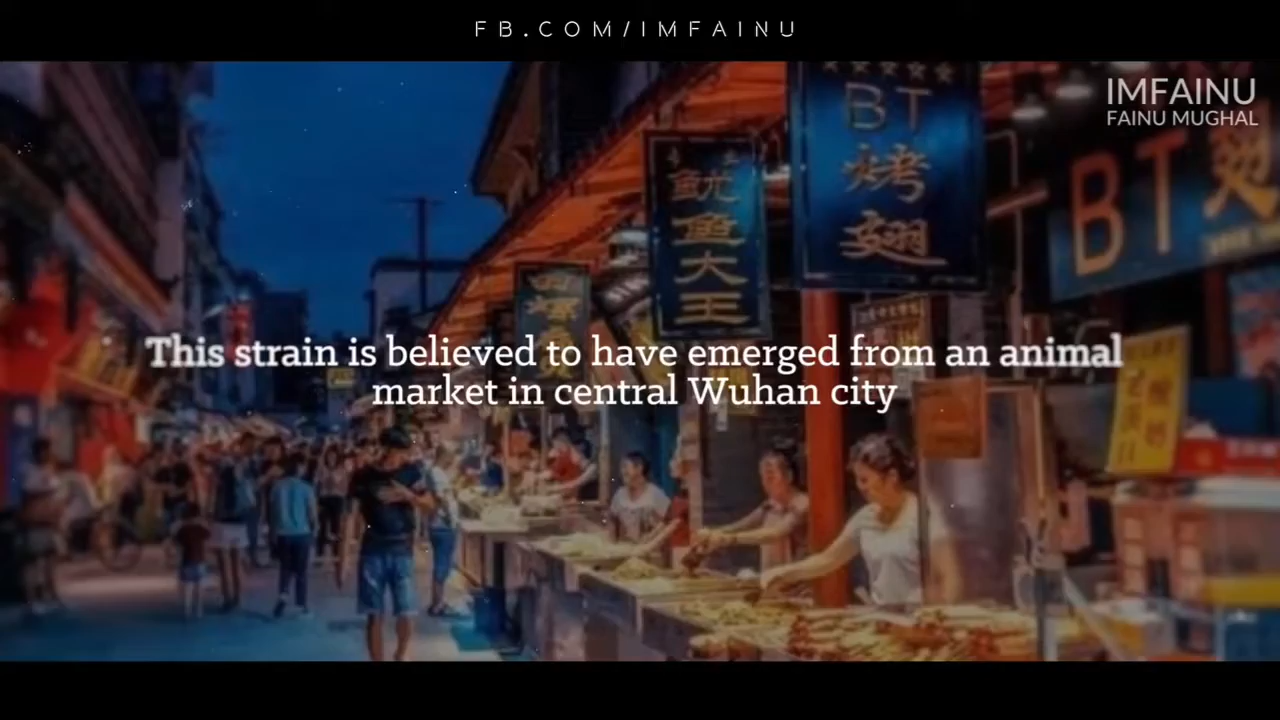 FB.COM/IMFAINU
IMFAINU
FAINU MUGHAL
BT
烤
翅
鱿
鱼
大
王
BT
翅
This strain is believed to have emerged from an animal
market in central Wuhan city